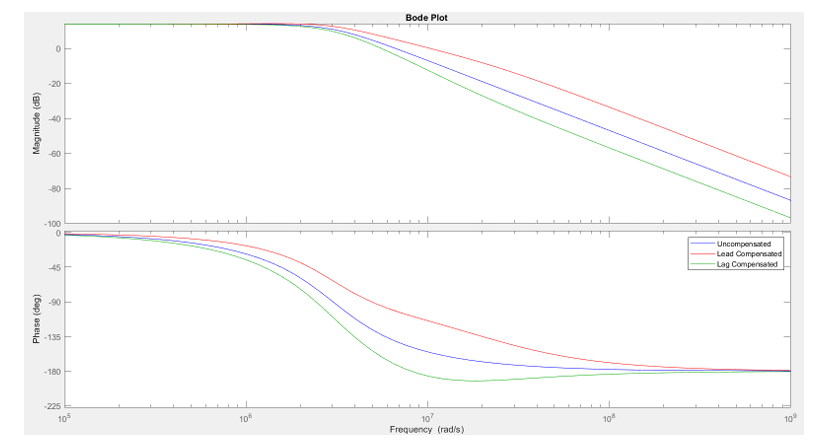 Bode Plot
Magnitude (dB)
0
-20
-40
-60
-80
-100
Phase (deg)
0
-45
-90
-135
-180
-225
Uncompensated
Lead Compensated
Lag Compensated
10^5
10^6
10^7
10^8
10^9
Frequency (rad/s)